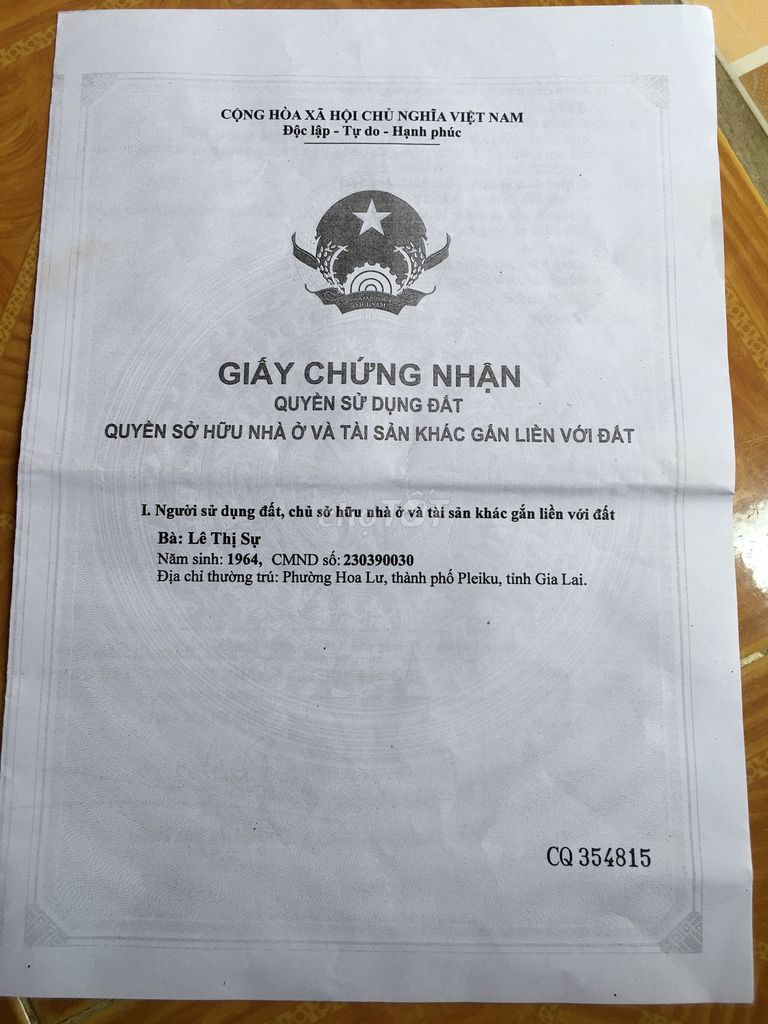 CỘNG HÒA XÃ HỘI CHỦ NGHĨA VIỆT NAM
Độc lập - Tự do - Hạnh phúc
VIỆT NAM
GIẤY CHỨNG NHẬN
QUYỀN SỬ DỤNG ĐẤT
QUYỀN SỞ HỮU NHÀ Ở VÀ TÀI SẢN KHÁC GẮN LIỀN VỚI ĐẤT
I. Người sử dụng đất, chủ sở hữu nhà ở và tài sản khác gắn liền với đất
chợTỐT
Bà: Lê Thị Sự
Năm sinh: 1964, CMND số: 230390030
Địa chỉ thường trú: Phường Hoa Lư, thành phố Pleiku, tỉnh Gia Lai.
CQ 354815